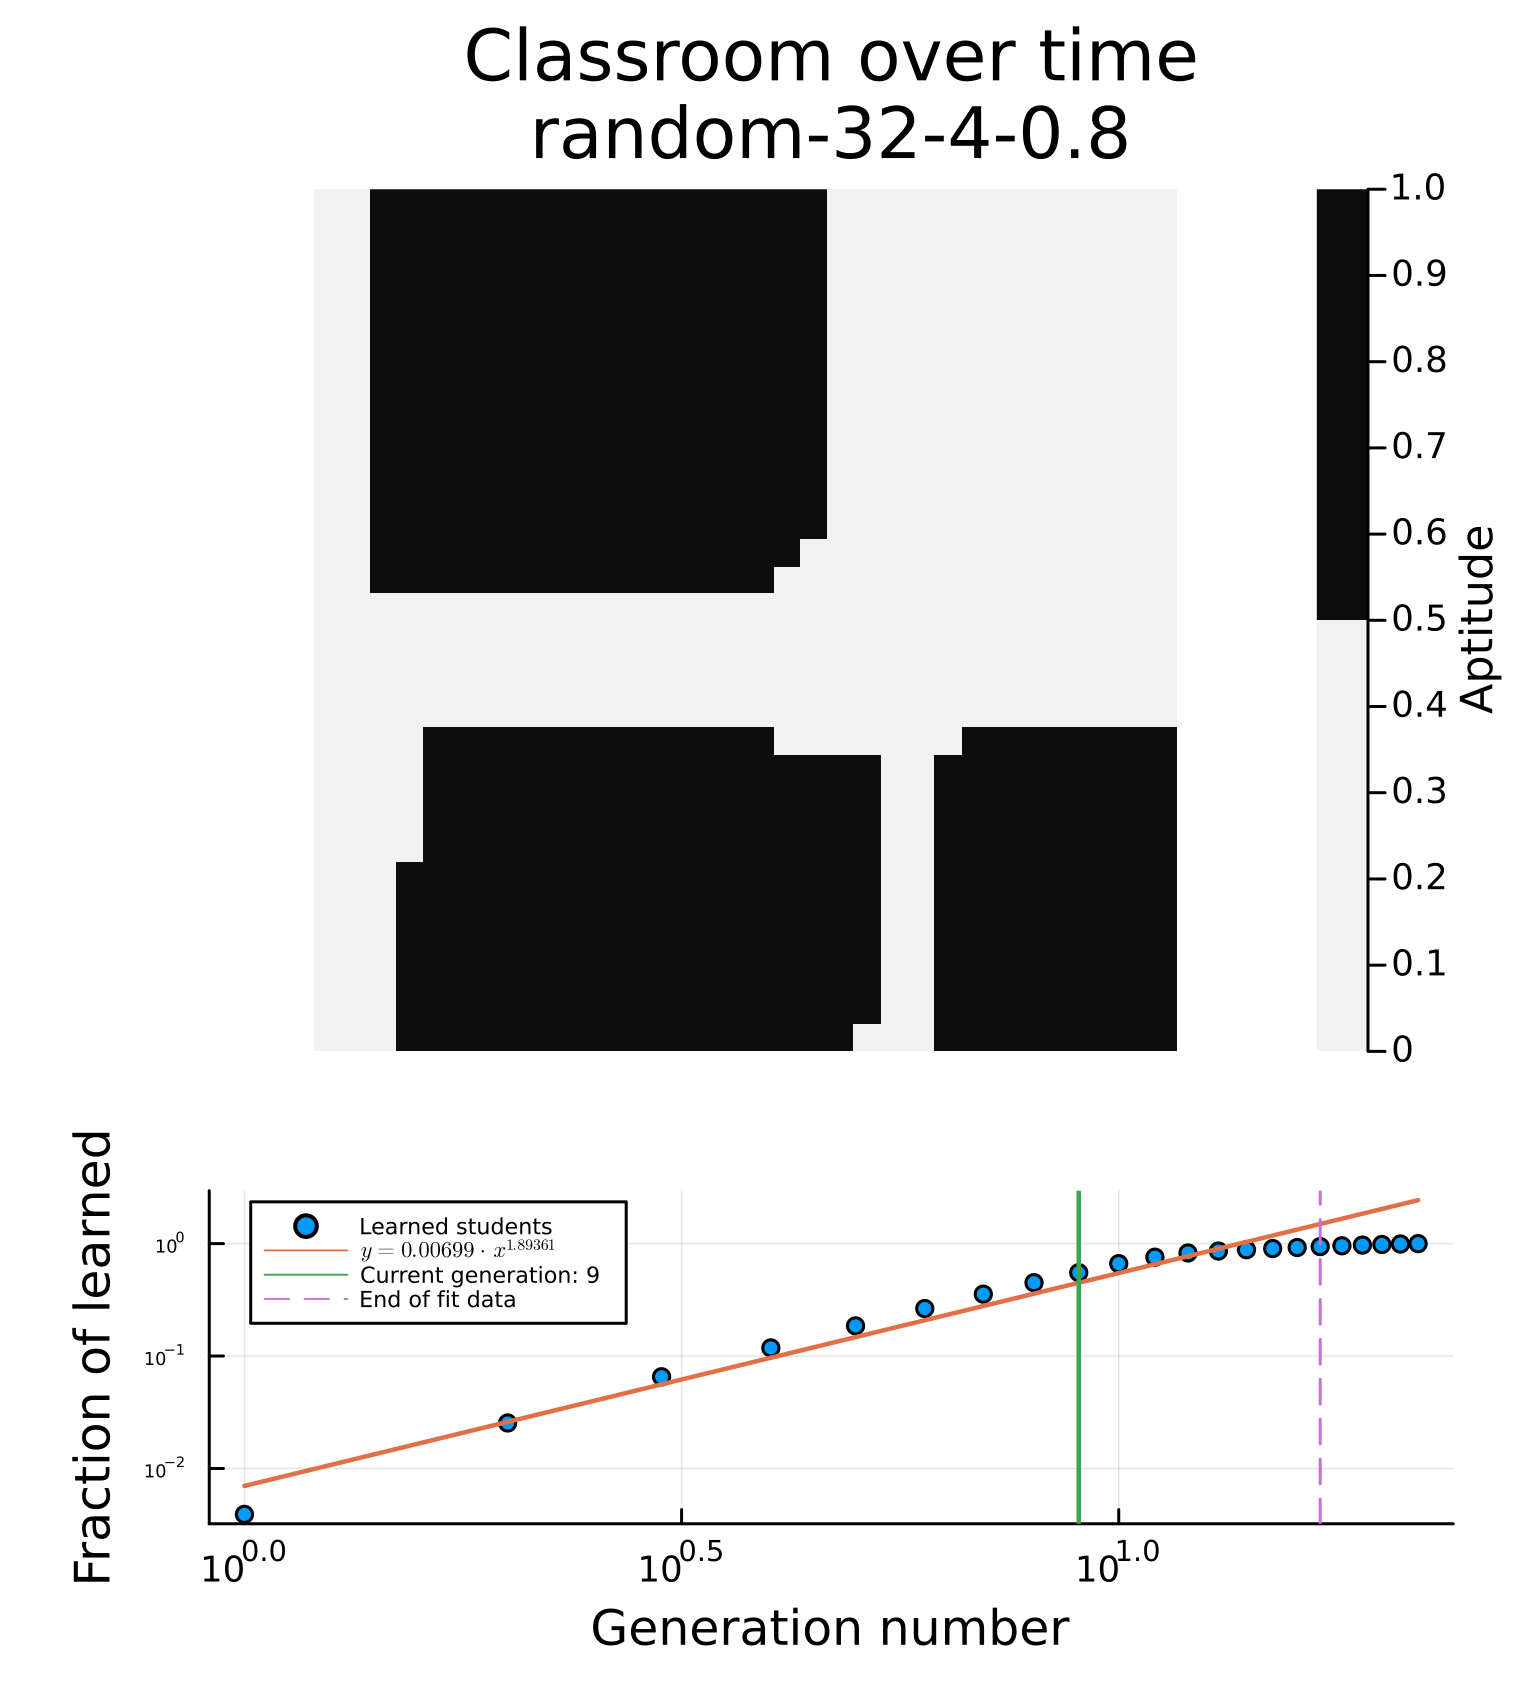 Classroom over time
random-32-4-0.8
1.0
0.9
0.8
0.7
0.6
0.5
0.4
0.3
0.2
0.1
0
Aptitude
Fraction of learned
10^0
10^−1
10^−2
Learned students
y = 0.00699 · x^1.89361
Current generation: 9
End of fit data
10^0.0
10^0.5
10^1.0
Generation number